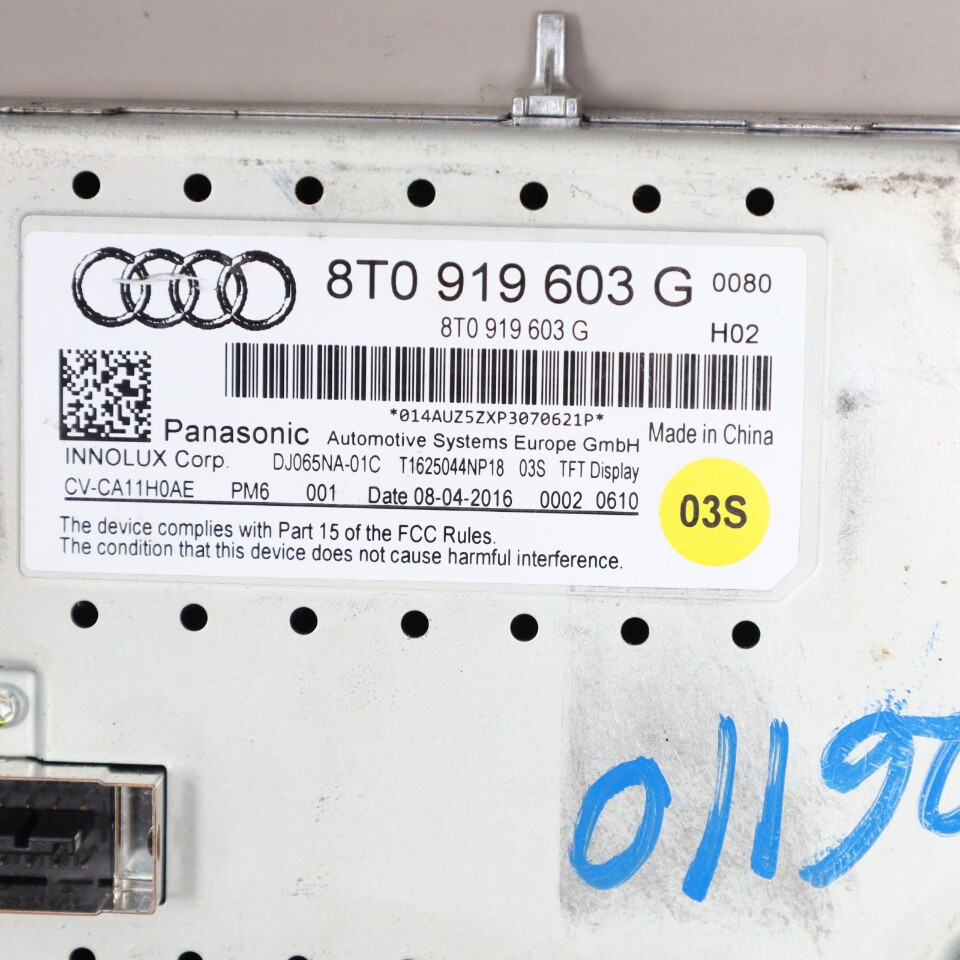 8T0 919 603 G 0080
8T0 919 603 G H02
*014AUZ5ZXP3070621P*
Panasonic Automotive Systems Europe GmbH Made in China
INNOLUX Corp. DJ065NA-01C T1625044NP18 03S TFT Display
CV-CA11H0AE PM6 001 Date 08-04-2016 0002 0610
03S
The device complies with Part 15 of the FCC Rules.
The condition that this device does not cause harmful interference.